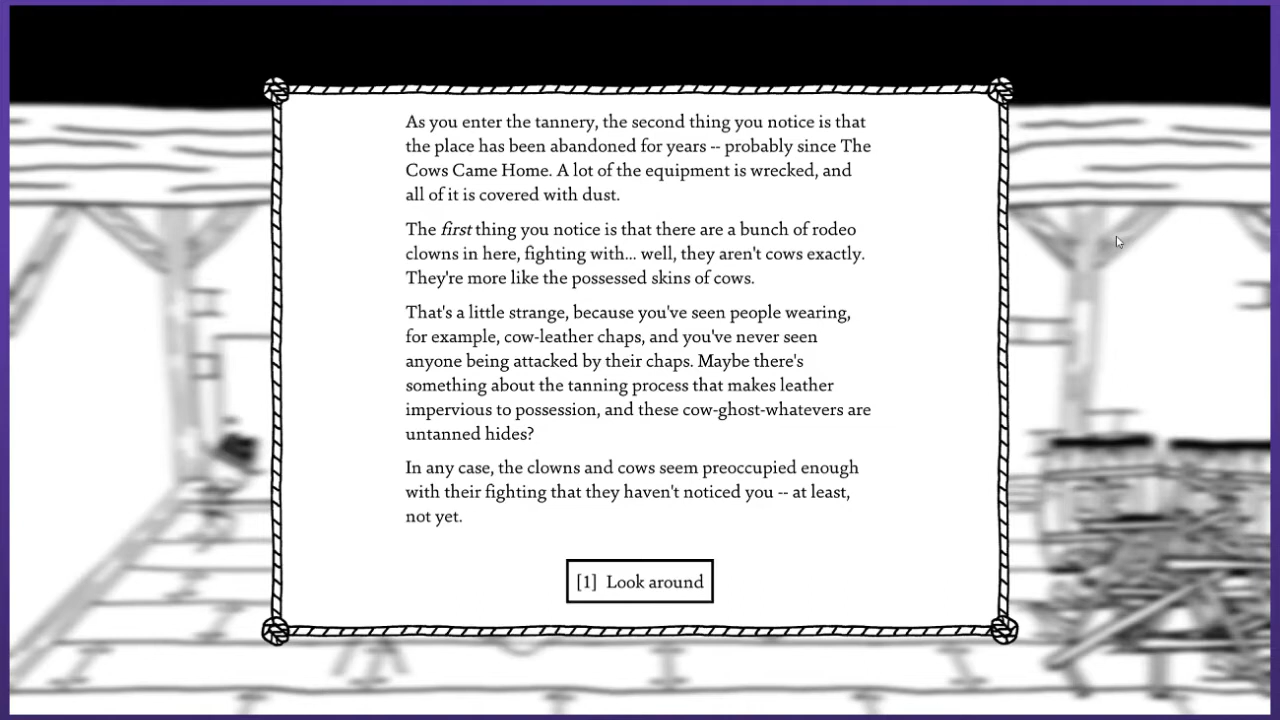 As you enter the tannery, the second thing you notice is that
the place has been abandoned for years -- probably since The
Cows Came Home. A lot of the equipment is wrecked, and
all of it is covered with dust.
The first thing you notice is that there are a bunch of rodeo
clowns in here, fighting with... well, they aren't cows exactly.
They're more like the possessed skins of cows.
That's a little strange, because you've seen people wearing,
for example, cow-leather chaps, and you've never seen
anyone being attacked by their chaps. Maybe there's
something about the tanning process that makes leather
impervious to possession, and these cow-ghost-whatevers are
untanned hides?
In any case, the clowns and cows seem preoccupied enough
with their fighting that they haven't noticed you -- at least,
not yet.
[1] Look around